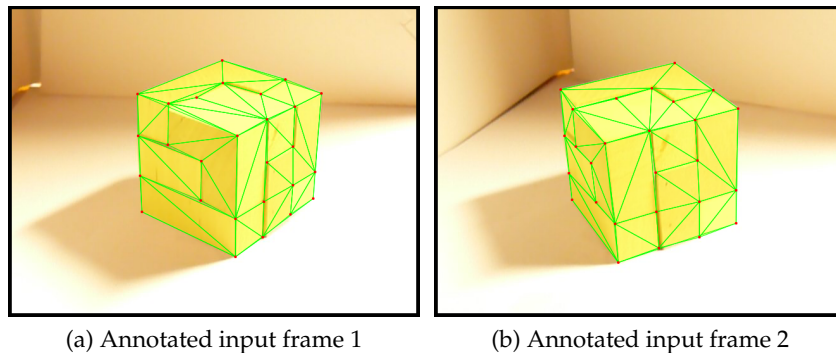 (a) Annotated input frame 1
(b) Annotated input frame 2